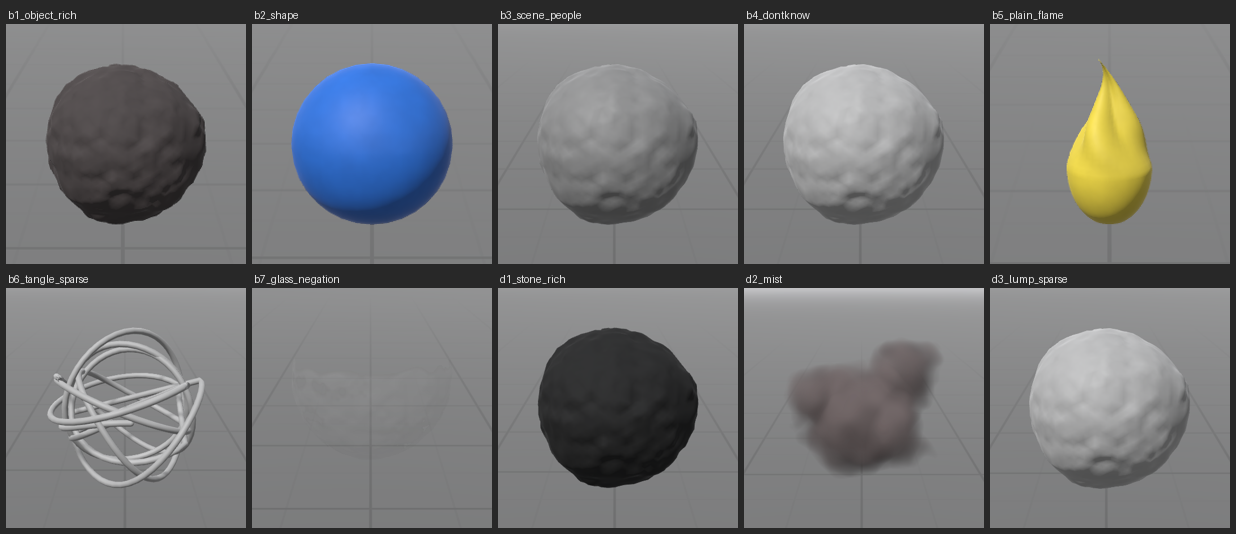 b1_object_rich
b2_shape
b3_scene_people
b4_dontknow
b5_plain_flame
b6_tangle_sparse
b7_glass_negation
d1_stone_rich
d2_mist
d3_lump_sparse